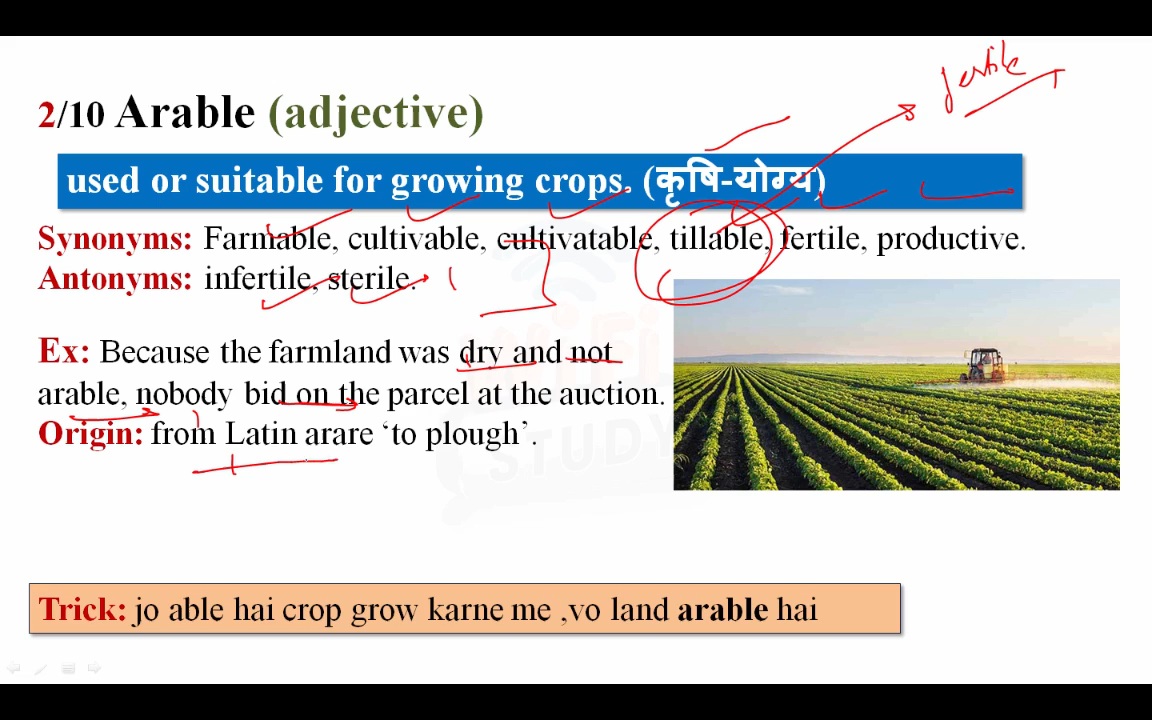 fertile
2/10 Arable (adjective)
used or suitable for growing crops. (कृषि-योग्य)
Synonyms: Farmable, cultivable, cultivatable, tillable, fertile, productive.
Antonyms: infertile, sterile.
Ex: Because the farmland was dry and not
arable, nobody bid on the parcel at the auction.
Origin: from Latin arare ‘to plough’.
STUDY
Trick: jo able hai crop grow karne me ,vo land arable hai